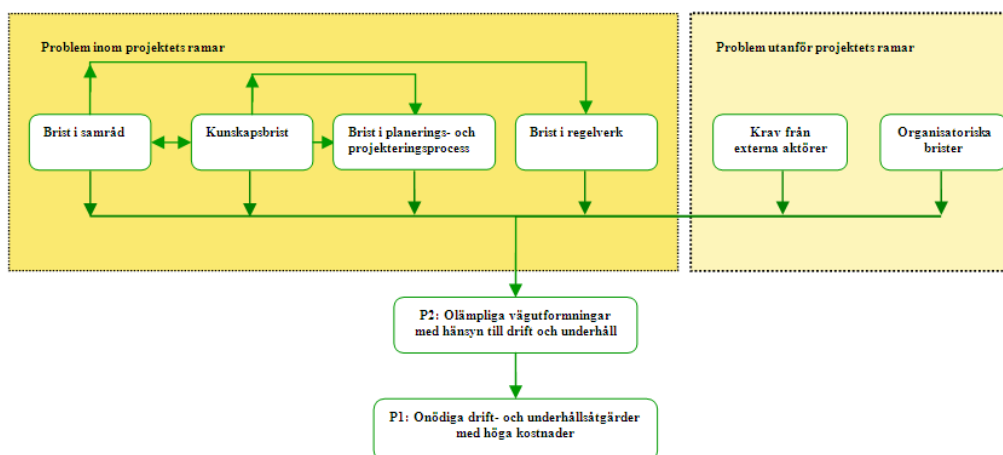 Problem inom projektets ramar
Problem utanför projektets ramar
Brist i samråd
Kunskapsbrist
Brist i planerings- och
projekteringsprocess
Brist i regelverk
Krav från
externa aktörer
Organisatoriska
brister
P2: Olämpliga vägutformningar
med hänsyn till drift och underhåll
P1: Onödiga drift- och underhållsåtgärder
med höga kostnader